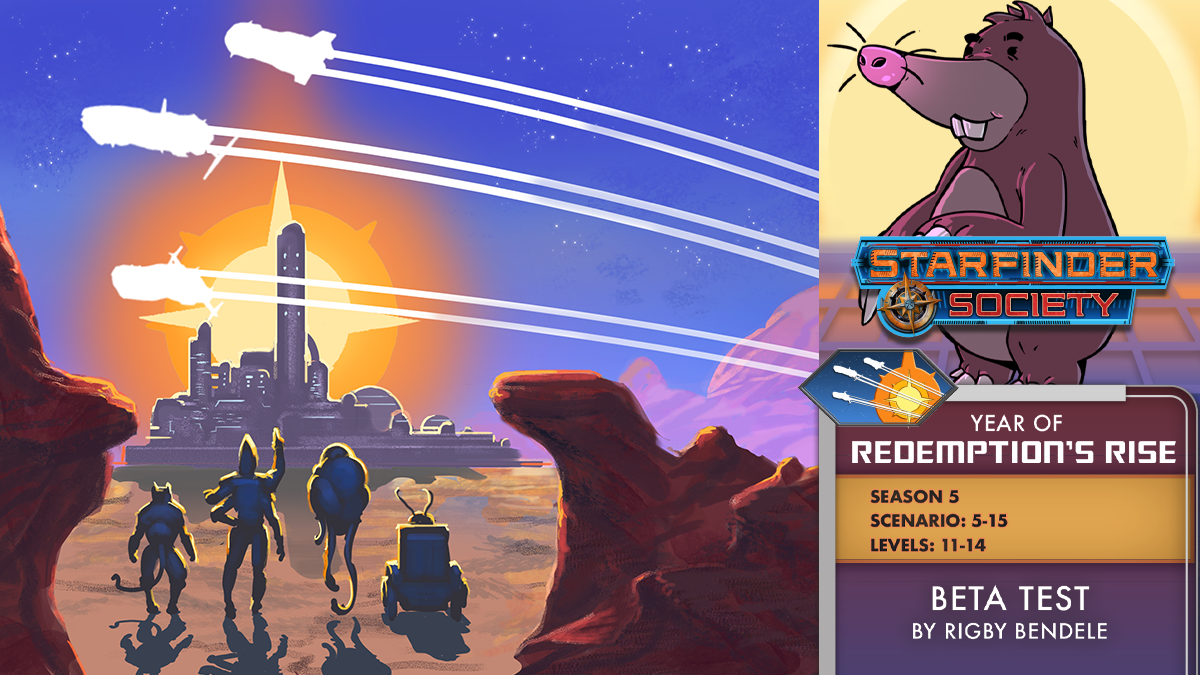 STARFINDER
SOCIETY
YEAR OF
REDEMPTION'S RISE
SEASON 5
SCENARIO: 5-15
LEVELS: 11-14
BETA TEST
BY RIGBY BENDELE